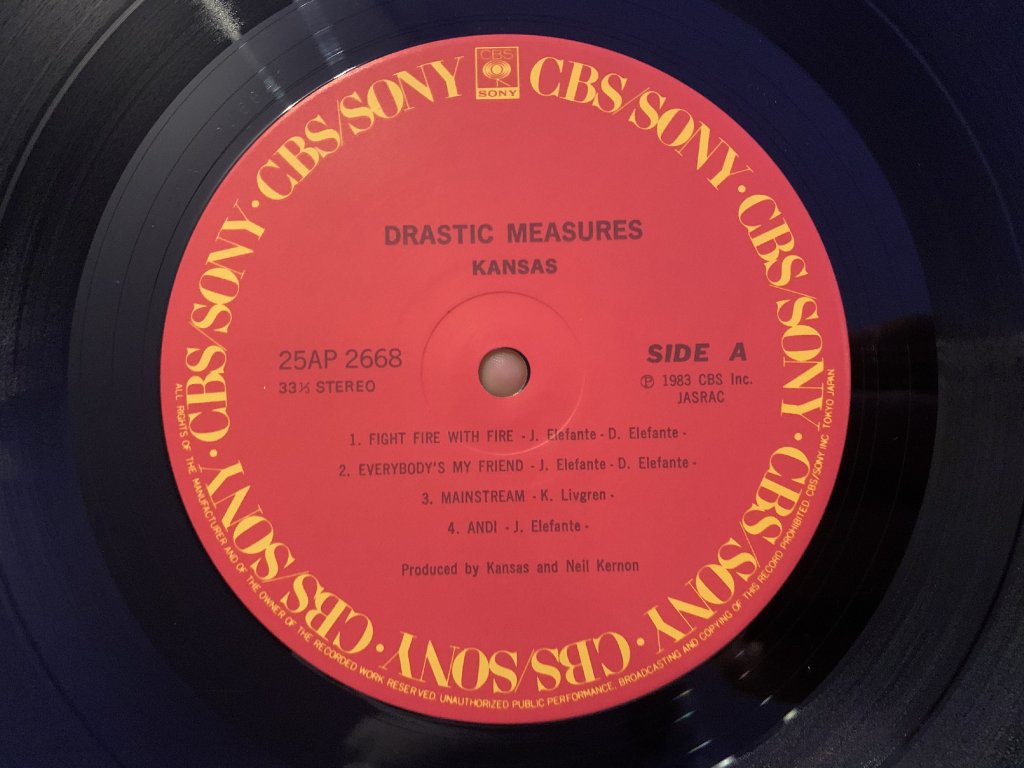 CBS
SONY
CBS/SONY · CBS/SONY · CBS/SONY · CBS/SONY · CBS/SONY · CBS/SONY · CBS/SONY · CBS/SONY · CBS/SONY · CBS/SONY
DRASTIC MEASURES
KANSAS
25AP 2668
33⅓ STEREO
SIDE A
Ⓟ 1983 CBS Inc.
JASRAC
1. FIGHT FIRE WITH FIRE - J. Elefante - D. Elefante -
2. EVERYBODY'S MY FRIEND - J. Elefante - D. Elefante -
3. MAINSTREAM - K. Livgren -
4. ANDI - J. Elefante -
Produced by Kansas and Neil Kernon
ALL RIGHTS OF THE MANUFACTURER AND OF THE OWNER OF THE RECORDED WORK RESERVED. UNAUTHORIZED PUBLIC PERFORMANCE, BROADCASTING AND COPYING OF THIS RECORD PROHIBITED CBS/SONY INC. TOKYO JAPAN